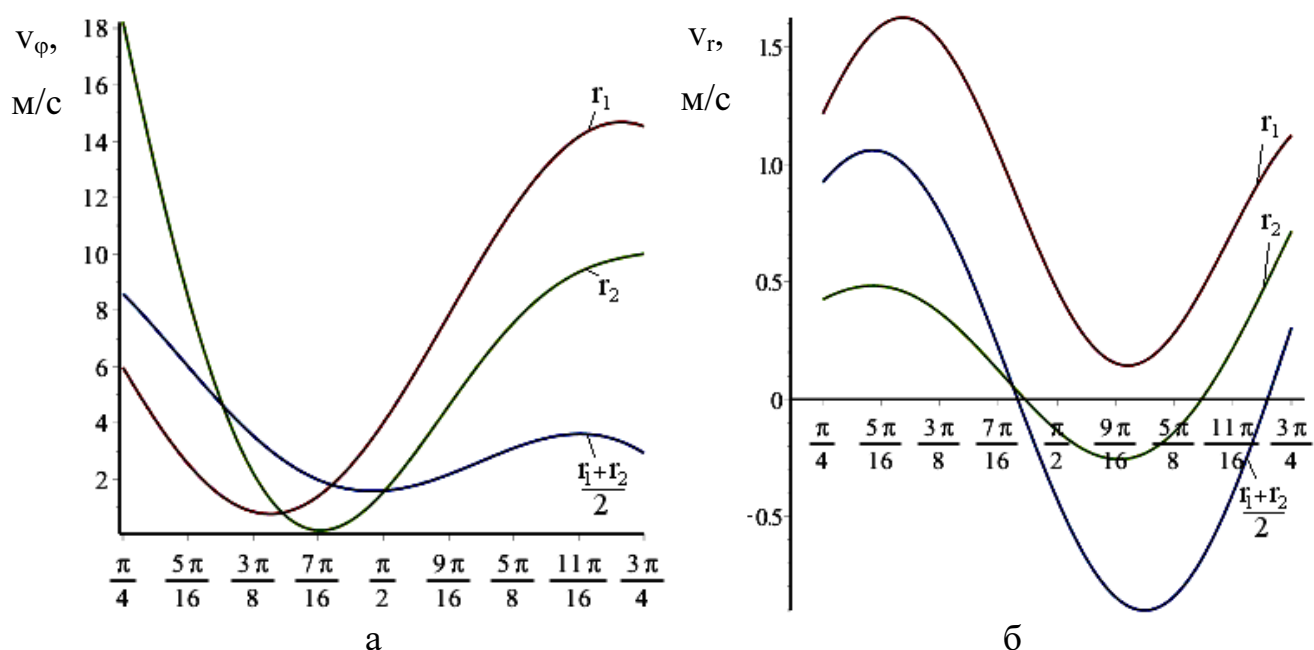 v_φ,
м/с
18
16
14
12
10
8
6
4
2
r₁
r₂
(r₁+r₂)/2
π/4 5π/16 3π/8 7π/16 π/2 9π/16 5π/8 11π/16 3π/4
а
v_r,
м/с
1.5
1.0
0.5
0
-0.5
r₁
r₂
π/4 5π/16 3π/8 7π/16 π/2 9π/16 5π/8 11π/16 3π/4
(r₁+r₂)/2
б